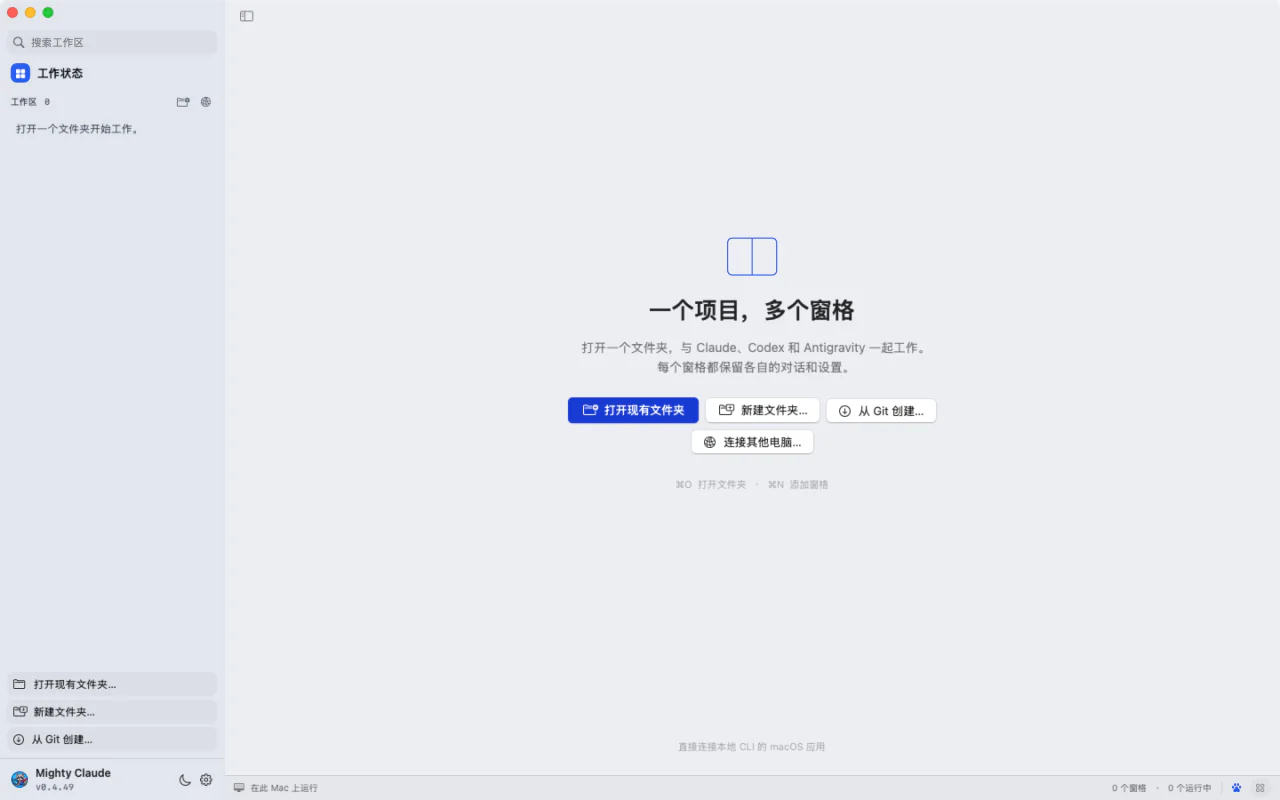 搜索工作区
工作状态
工作区 0
打开一个文件夹开始工作。
一个项目，多个窗格
打开一个文件夹，与 Claude、Codex 和 Antigravity 一起工作。
每个窗格都保留各自的对话和设置。
打开现有文件夹
新建文件夹...
从 Git 创建...
连接其他电脑...
⌘O 打开文件夹 · ⌘N 添加窗格
打开现有文件夹...
新建文件夹...
从 Git 创建...
直接连接本地 CLI 的 macOS 应用
Mighty Claude
v0.4.49
在此 Mac 上运行
0 个窗格 · 0 个运行中